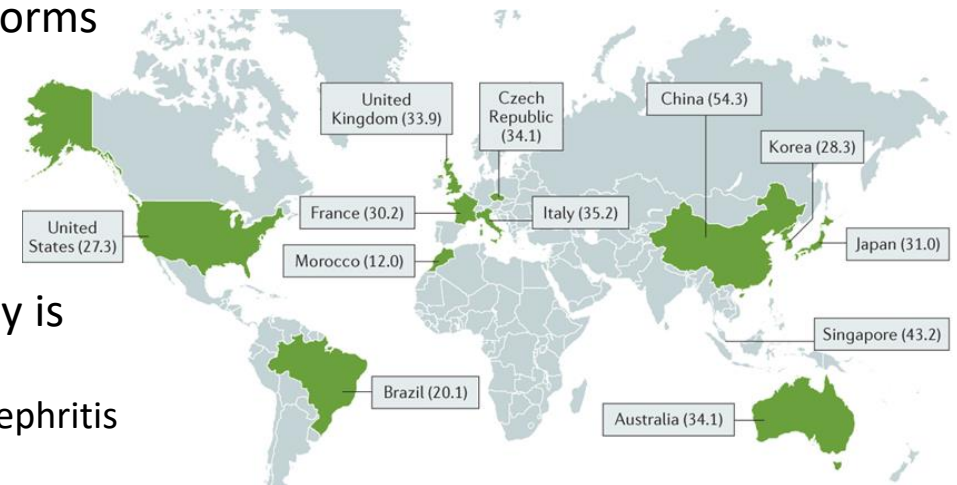 orms
United
Kingdom (33.9)
Czech
Republic
(34.1)
China (54.3)
Korea (28.3)
United
States (27.3)
France (30.2)
Italy (35.2)
Japan (31.0)
Morocco (12.0)
y is
Singapore (43.2)
Brazil (20.1)
ephritis
Australia (34.1)